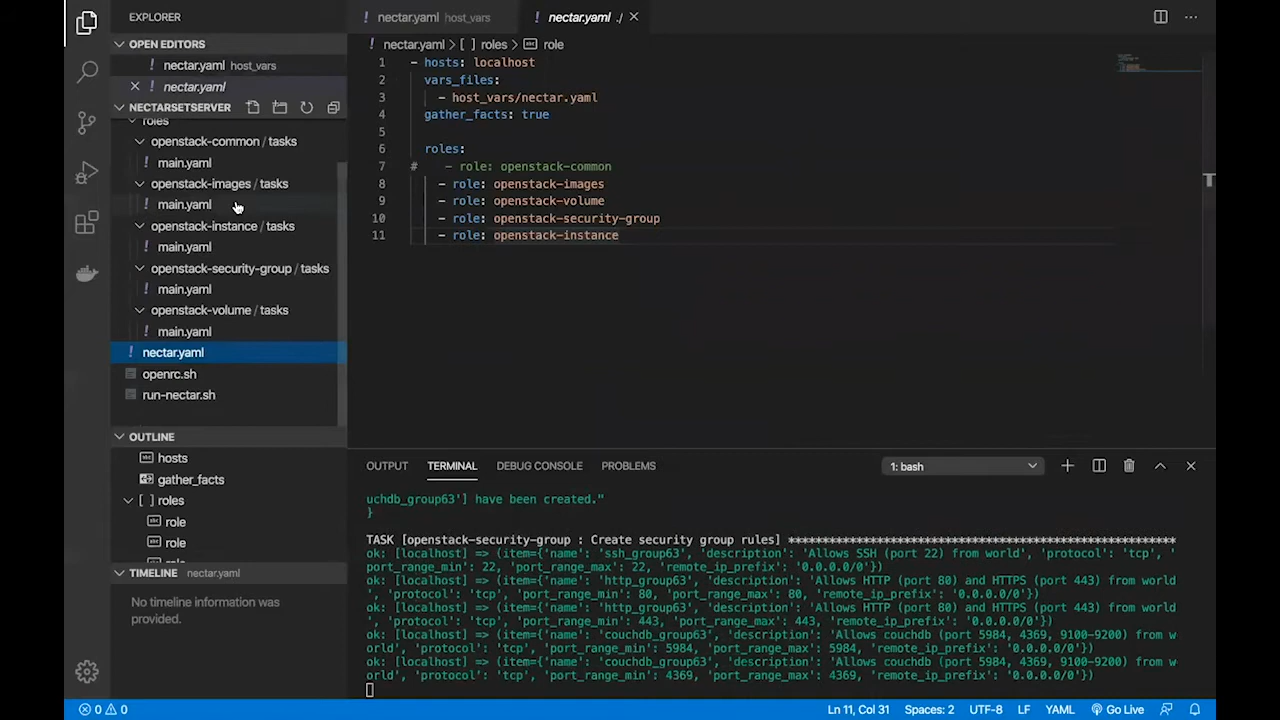 EXPLORER
OPEN EDITORS
! nectar.yaml host_vars
× nectar.yaml
NECTARSETSERVER
roles
openstack-common / tasks
! main.yaml
openstack-images / tasks
! main.yaml
openstack-instance / tasks
! main.yaml
openstack-security-group / tasks
! main.yaml
openstack-volume / tasks
! main.yaml
! nectar.yaml
openrc.sh
run-nectar.sh
OUTLINE
hosts
gather_facts
[ ] roles
role
role
TIMELINE nectar.yaml
No timeline information was
provided.
! nectar.yaml host_vars
! nectar.yaml ./ ×
! nectar.yaml > [ ] roles > role
1 - hosts: localhost
2 vars_files:
3 - host_vars/nectar.yaml
4 gather_facts: true
5
6 roles:
7 # - role: openstack-common
8 - role: openstack-images
9 - role: openstack-volume
10 - role: openstack-security-group
11 - role: openstack-instance
OUTPUT TERMINAL DEBUG CONSOLE PROBLEMS 1: bash
uchdb_group63'] have been created."
}
TASK [openstack-security-group : Create security group rules] *********************************************
ok: [localhost] => (item={'name': 'ssh_group63', 'description': 'Allows SSH (port 22) from world', 'protocol': 'tcp', '
port_range_min': 22, 'port_range_max': 22, 'remote_ip_prefix': '0.0.0.0/0'})
ok: [localhost] => (item={'name': 'http_group63', 'description': 'Allows HTTP (port 80) and HTTPS (port 443) from world
', 'protocol': 'tcp', 'port_range_min': 80, 'port_range_max': 80, 'remote_ip_prefix': '0.0.0.0/0'})
ok: [localhost] => (item={'name': 'http_group63', 'description': 'Allows HTTP (port 80) and HTTPS (port 443) from world
', 'protocol': 'tcp', 'port_range_min': 443, 'port_range_max': 443, 'remote_ip_prefix': '0.0.0.0/0'})
ok: [localhost] => (item={'name': 'couchdb_group63', 'description': 'Allows couchdb (port 5984, 4369, 9100-9200) from w
orld', 'protocol': 'tcp', 'port_range_min': 5984, 'port_range_max': 5984, 'remote_ip_prefix': '0.0.0.0/0'})
ok: [localhost] => (item={'name': 'couchdb_group63', 'description': 'Allows couchdb (port 5984, 4369, 9100-9200) from w
orld', 'protocol': 'tcp', 'port_range_min': 4369, 'port_range_max': 4369, 'remote_ip_prefix': '0.0.0.0/0'})
0 0 Ln 11, Col 31 Spaces: 2 UTF-8 LF YAML Go Live